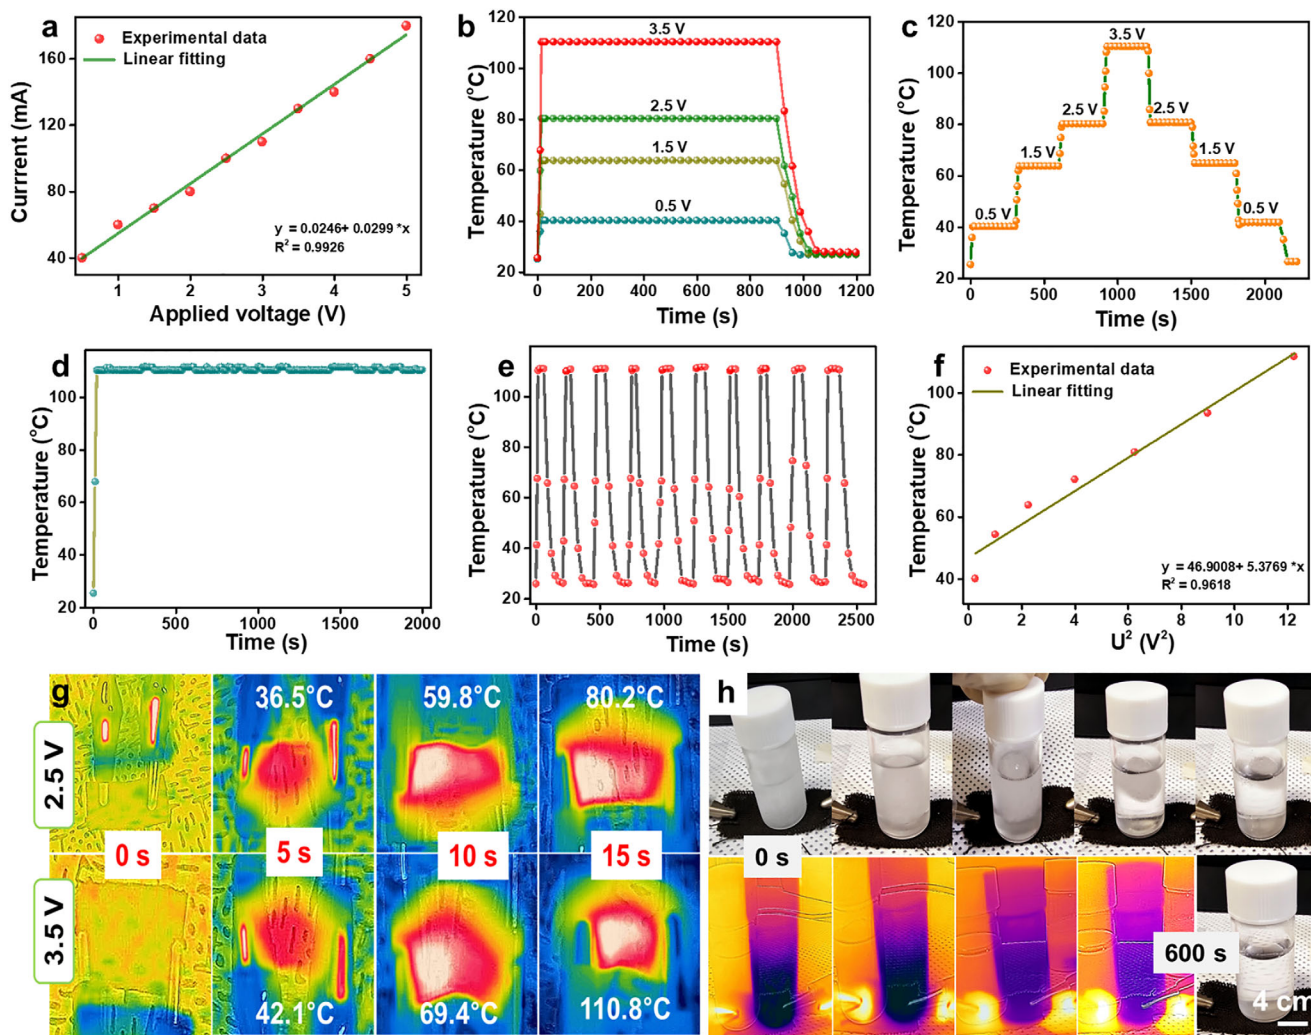 a
Experimental data
Linear fitting
Currrent (mA)
160
120
80
40
y = 0.0246+ 0.0299 *x
R² = 0.9926
1 2 3 4 5
Applied voltage (V)
b
Temperature (°C)
120
100
80
60
40
20
3.5 V
2.5 V
1.5 V
0.5 V
0 200 400 600 800 1000 1200
Time (s)
c
Temperature (°C)
120
100
80
60
40
20
3.5 V
2.5 V
2.5 V
1.5 V
1.5 V
0.5 V
0.5 V
0 500 1000 1500 2000
Time (s)
d
Temperature (°C)
100
80
60
40
20
0 500 1000 1500 2000
Time (s)
e
Temperature (°C)
100
80
60
40
20
0 500 1000 1500 2000 2500
Time (s)
f
Experimental data
Linear fitting
Temperature (°C)
100
80
60
40
y = 46.9008+ 5.3769 *x
R² = 0.9618
0 2 4 6 8 10 12
U² (V²)
g
2.5 V
36.5°C
59.8°C
80.2°C
0 s
5 s
10 s
15 s
3.5 V
42.1°C
69.4°C
110.8°C
h
0 s
600 s
4 cm